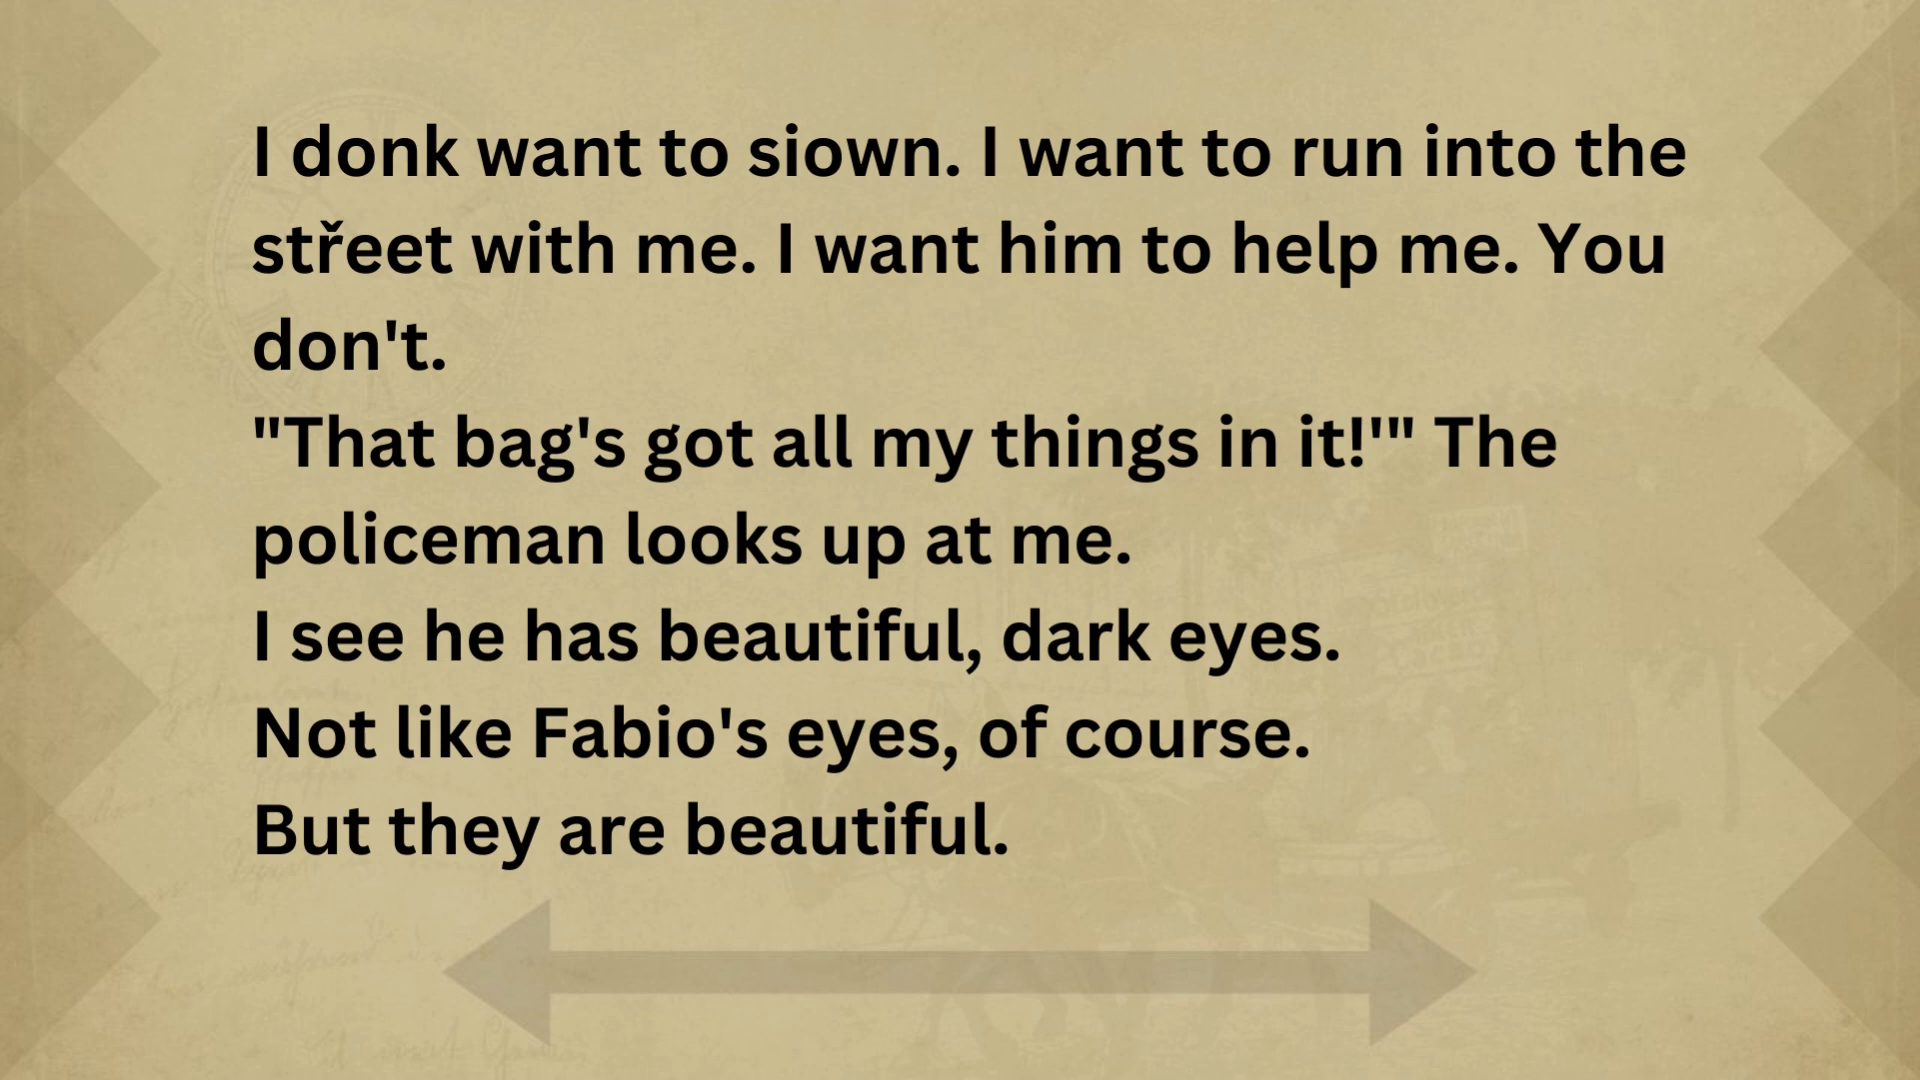 I donk want to siown. I want to run into the
střeet with me. I want him to help me. You
don't.
"That bag's got all my things in it!'" The
policeman looks up at me.
I see he has beautiful, dark eyes.
Not like Fabio's eyes, of course.
But they are beautiful.